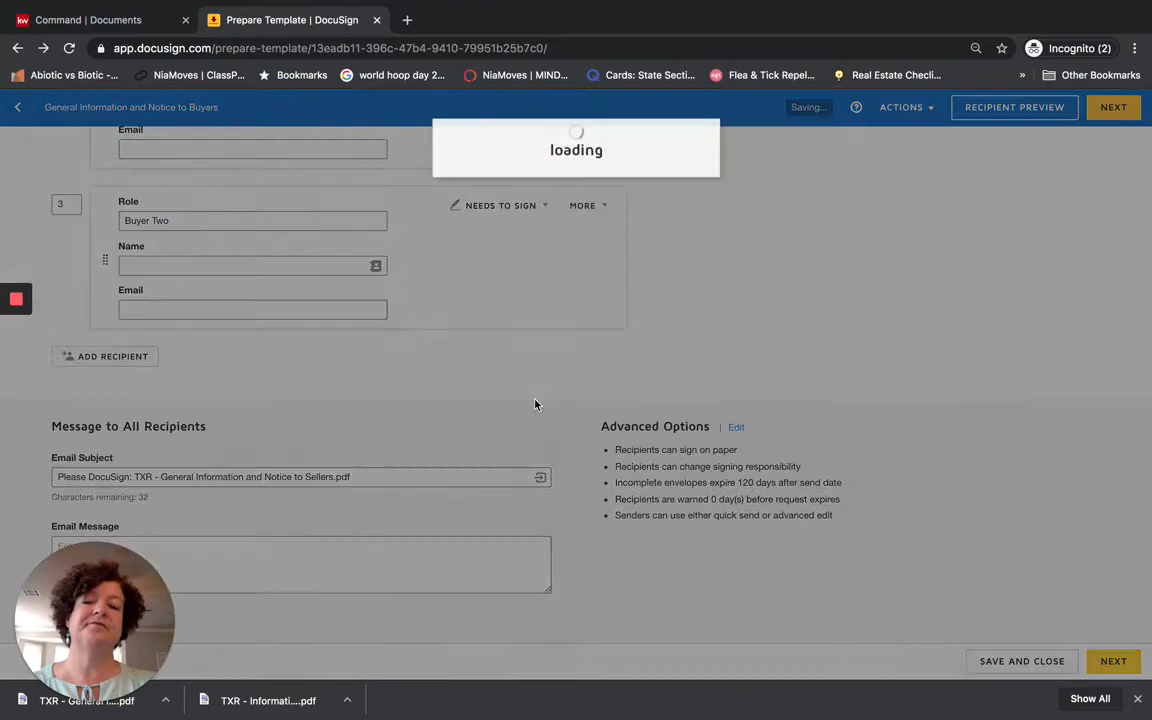 kw Command | Documents
Prepare Template | DocuSign
app.docusign.com/prepare-template/13eadb11-396c-47b4-9410-79951b25b7c0/
Incognito (2)
Abiotic vs Biotic -...
NiaMoves | ClassP...
Bookmarks
world hoop day 2...
NiaMoves | MIND...
Cards: State Secti...
Flea & Tick Repel...
Real Estate Checkli...
»
Other Bookmarks
General Information and Notice to Buyers
Saving...
ACTIONS
RECIPIENT PREVIEW
NEXT
Email
loading
3
Role
NEEDS TO SIGN
MORE
Buyer Two
Name
Email
ADD RECIPIENT
Message to All Recipients
Email Subject
Please DocuSign: TXR - General Information and Notice to Sellers.pdf
Characters remaining: 32
Email Message
Advanced Options | Edit
• Recipients can sign on paper
• Recipients can change signing responsibility
• Incomplete envelopes expire 120 days after send date
• Recipients are warned 0 day(s) before request expires
• Senders can use either quick send or advanced edit
SAVE AND CLOSE
NEXT
TXR - General I....pdf
TXR - Informati....pdf
Show All